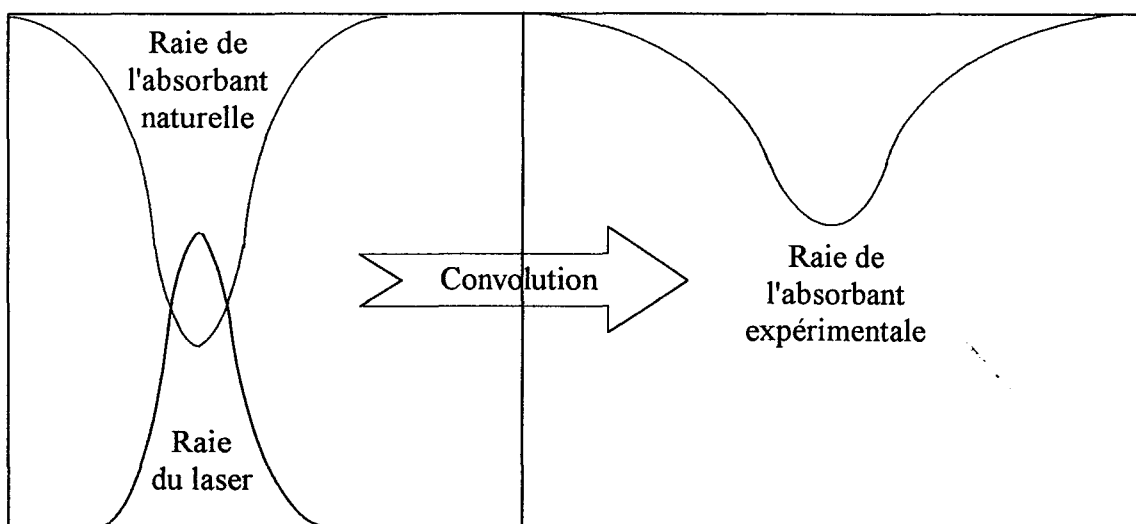 Raie de
l'absorbant
naturelle
Raie
du laser
Convolution
Raie de
l'absorbant
expérimentale